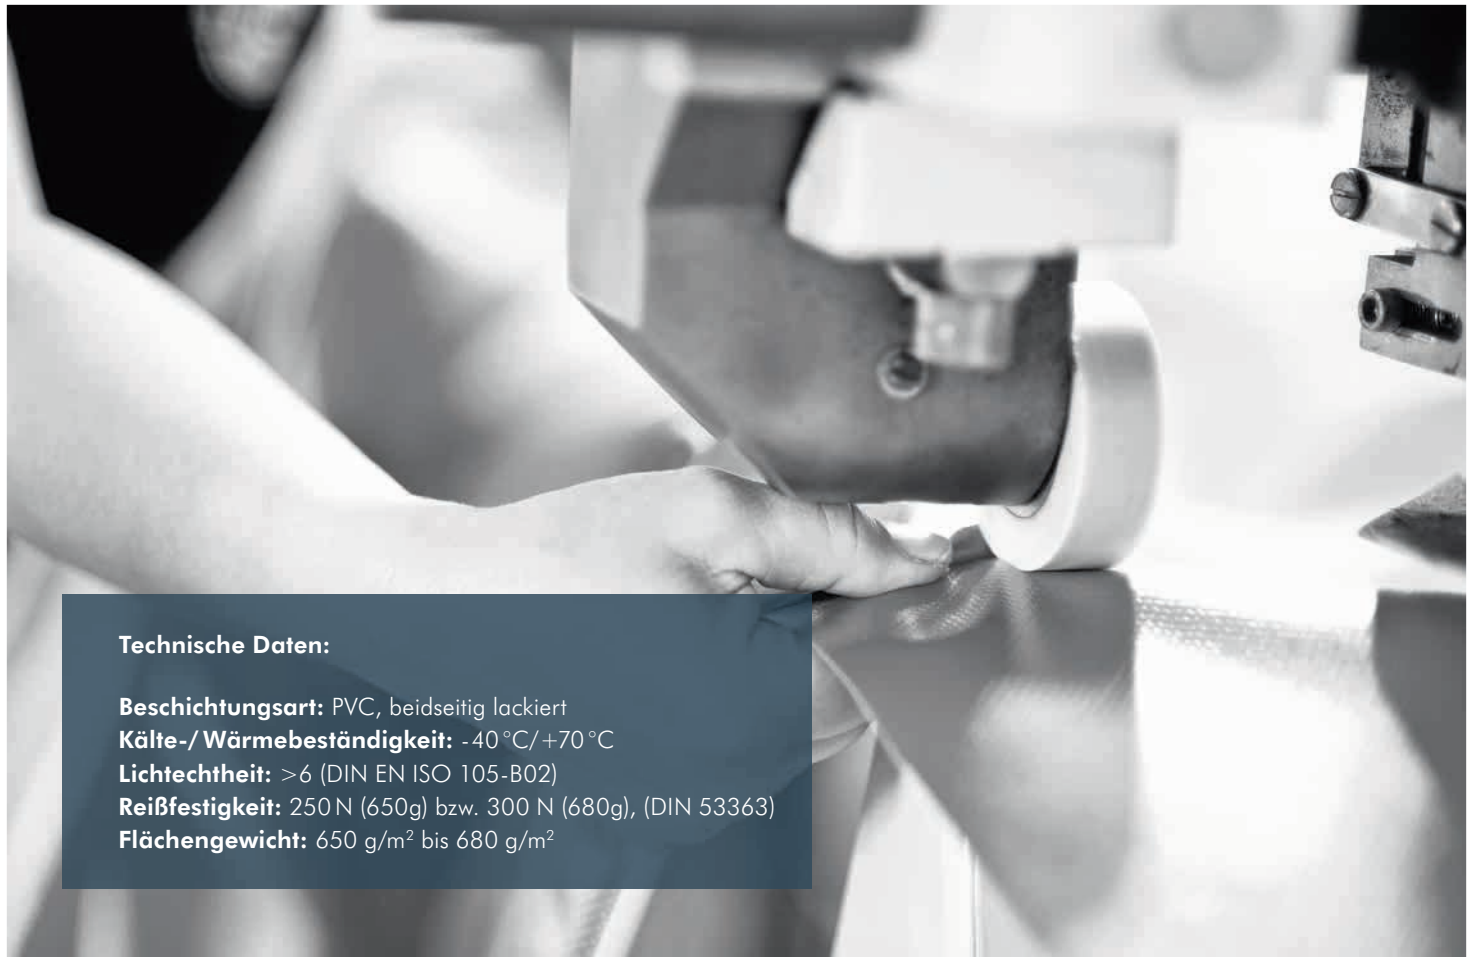 Technische Daten:
Beschichtungsart: PVC, beidseitig lackiert
Kälte-/Wärmebeständigkeit: -40 °C/+70 °C
Lichtechtheit: >6 (DIN EN ISO 105-B02)
Reißfestigkeit: 250 N (650g) bzw. 300 N (680g), (DIN 53363)
Flächengewicht: 650 g/m² bis 680 g/m²